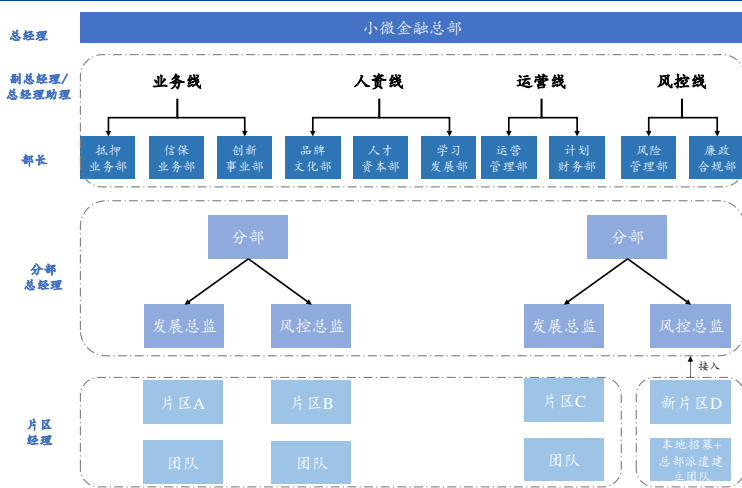 总经理
小微金融总部
副总经理/
总经理助理
业务线
人资线
运营线
风控线
部长
抵押
业务部
信保
业务部
创新
事业部
品牌
文化部
人才
资本部
学习
发展部
运营
管理部
计划
财务部
风险
管理部
廉政
合规部
分部
总经理
分部
分部
发展总监
风控总监
发展总监
风控总监
接入
片区
经理
片区A
片区B
片区C
新片区D
团队
团队
团队
本地招募+
总部派遣建
立团队